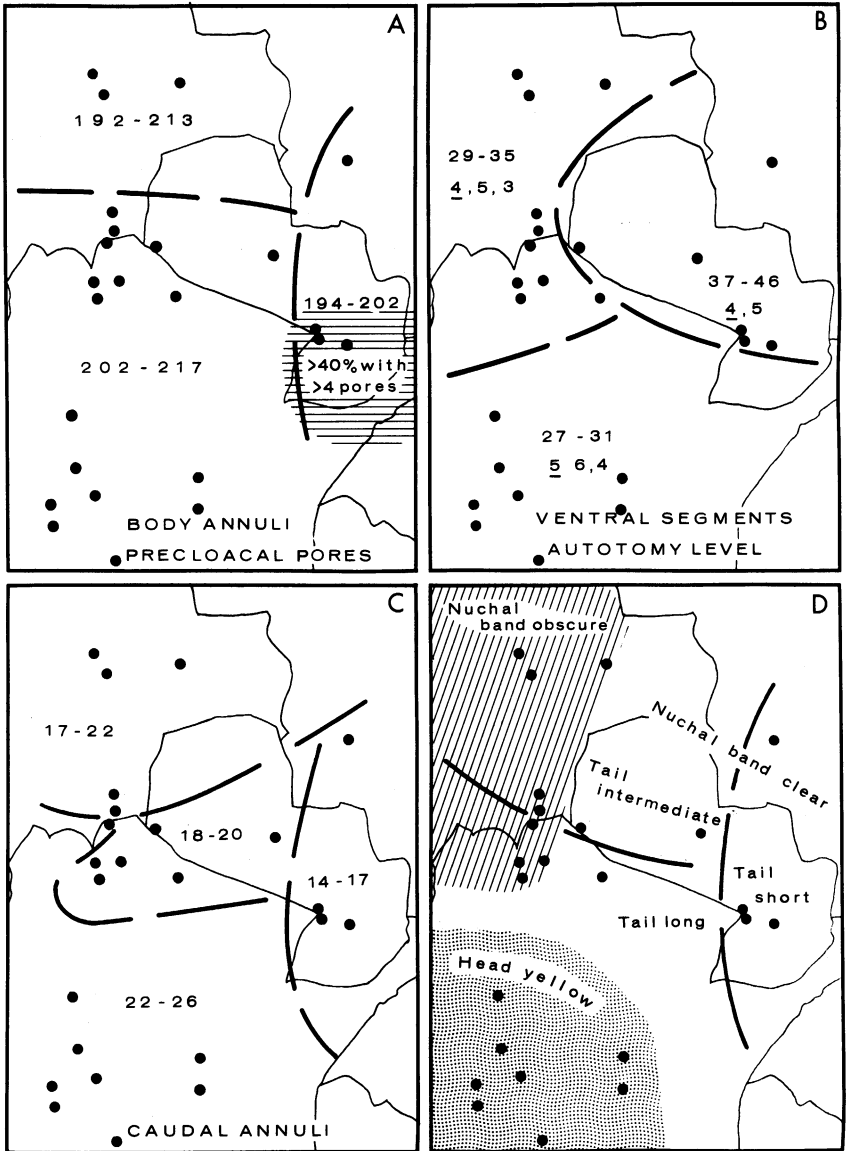 A
192-213
194-202
>40% with
>4 pores
202-217
BODY ANNULI
PRECLOACAL PORES
B
29-35
4,5,3
37-46
4,5
27-31
5 6,4
VENTRAL SEGMENTS
AUTOTOMY LEVEL
C
17-22
18-20
14-17
22-26
CAUDAL ANNULI
D
Nuchal
band obscure
Nuchal band clear
Tail
intermediate
Tail
short
Tail long
Head yellow